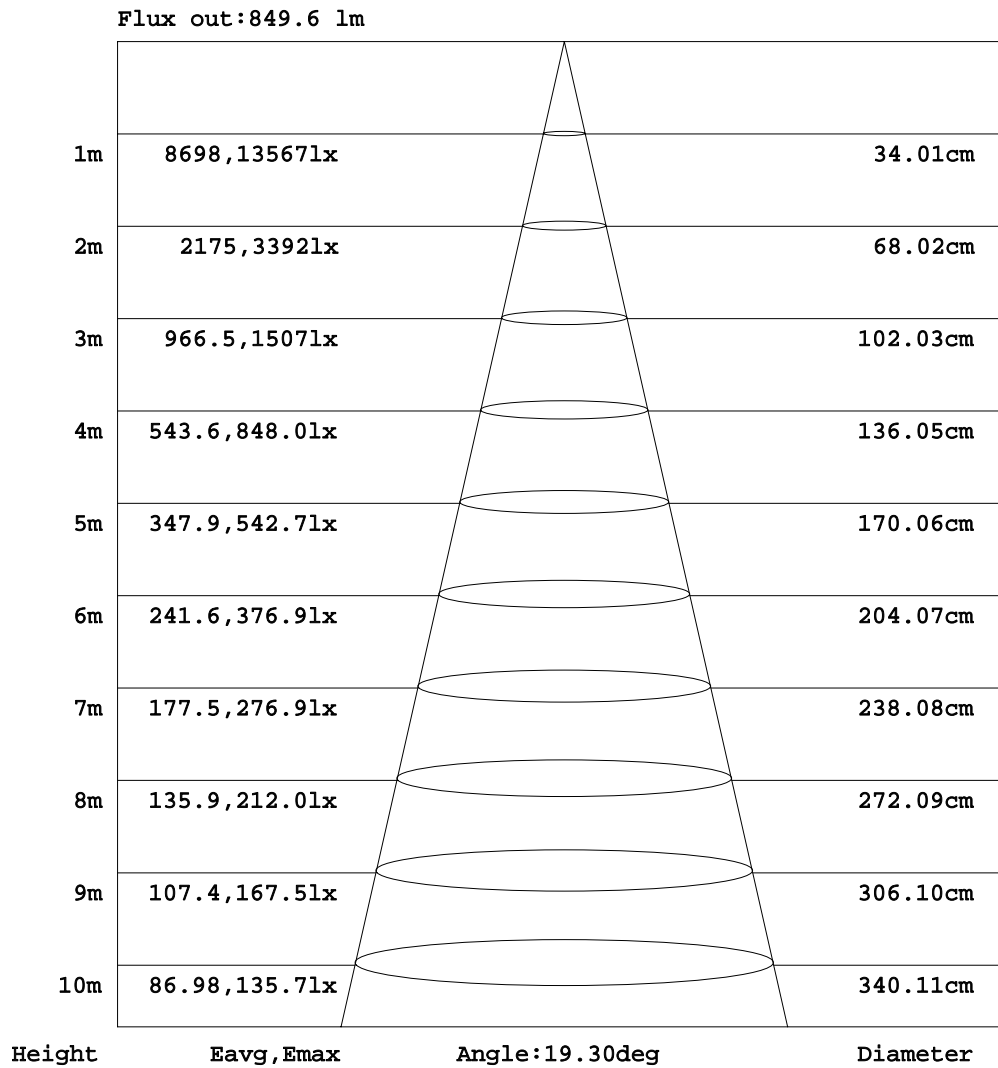 Flux out:849.6 lm
1m 8698,13567lx 34.01cm
2m 2175,3392lx 68.02cm
3m 966.5,1507lx 102.03cm
4m 543.6,848.0lx 136.05cm
5m 347.9,542.7lx 170.06cm
6m 241.6,376.9lx 204.07cm
7m 177.5,276.9lx 238.08cm
8m 135.9,212.0lx 272.09cm
9m 107.4,167.5lx 306.10cm
10m 86.98,135.7lx 340.11cm
Height Eavg,Emax Angle:19.30deg Diameter